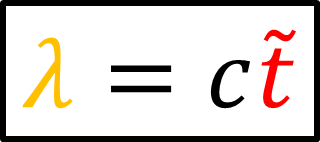 λ = ct̃